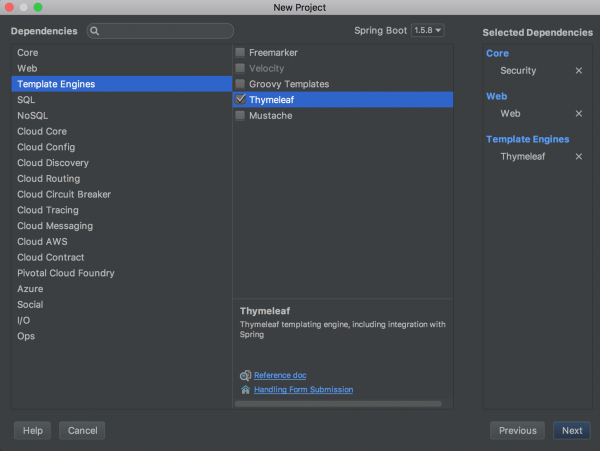 New Project
Dependencies
Spring Boot 1.5.8
Selected Dependencies
Core
Web
Template Engines
SQL
NoSQL
Cloud Core
Cloud Config
Cloud Discovery
Cloud Routing
Cloud Circuit Breaker
Cloud Tracing
Cloud Messaging
Cloud AWS
Cloud Contract
Pivotal Cloud Foundry
Azure
Social
I/O
Ops
Freemarker
Velocity
Groovy Templates
Thymeleaf
Mustache
Thymeleaf
Thymeleaf templating engine, including integration with
Spring
Reference doc
Handling Form Submission
Core
Security
Web
Web
Template Engines
Thymeleaf
Help
Cancel
Previous
Next